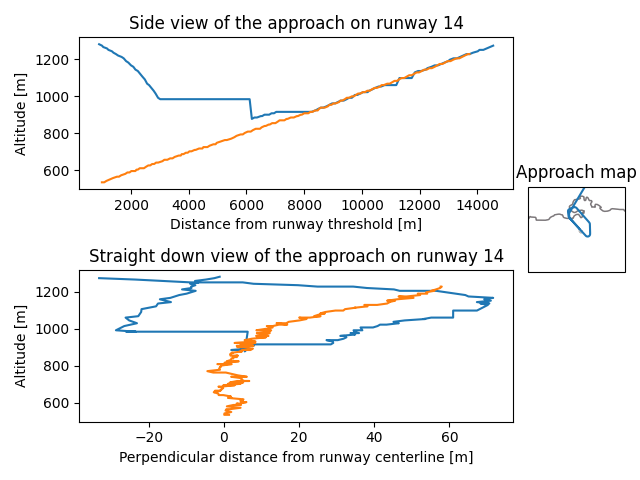 Side view of the approach on runway 14
Altitude [m]
1200
1000
800
600
2000 4000 6000 8000 10000 12000 14000
Distance from runway threshold [m]
Approach map
Straight down view of the approach on runway 14
Altitude [m]
1200
1000
800
600
−20 0 20 40 60
Perpendicular distance from runway centerline [m]